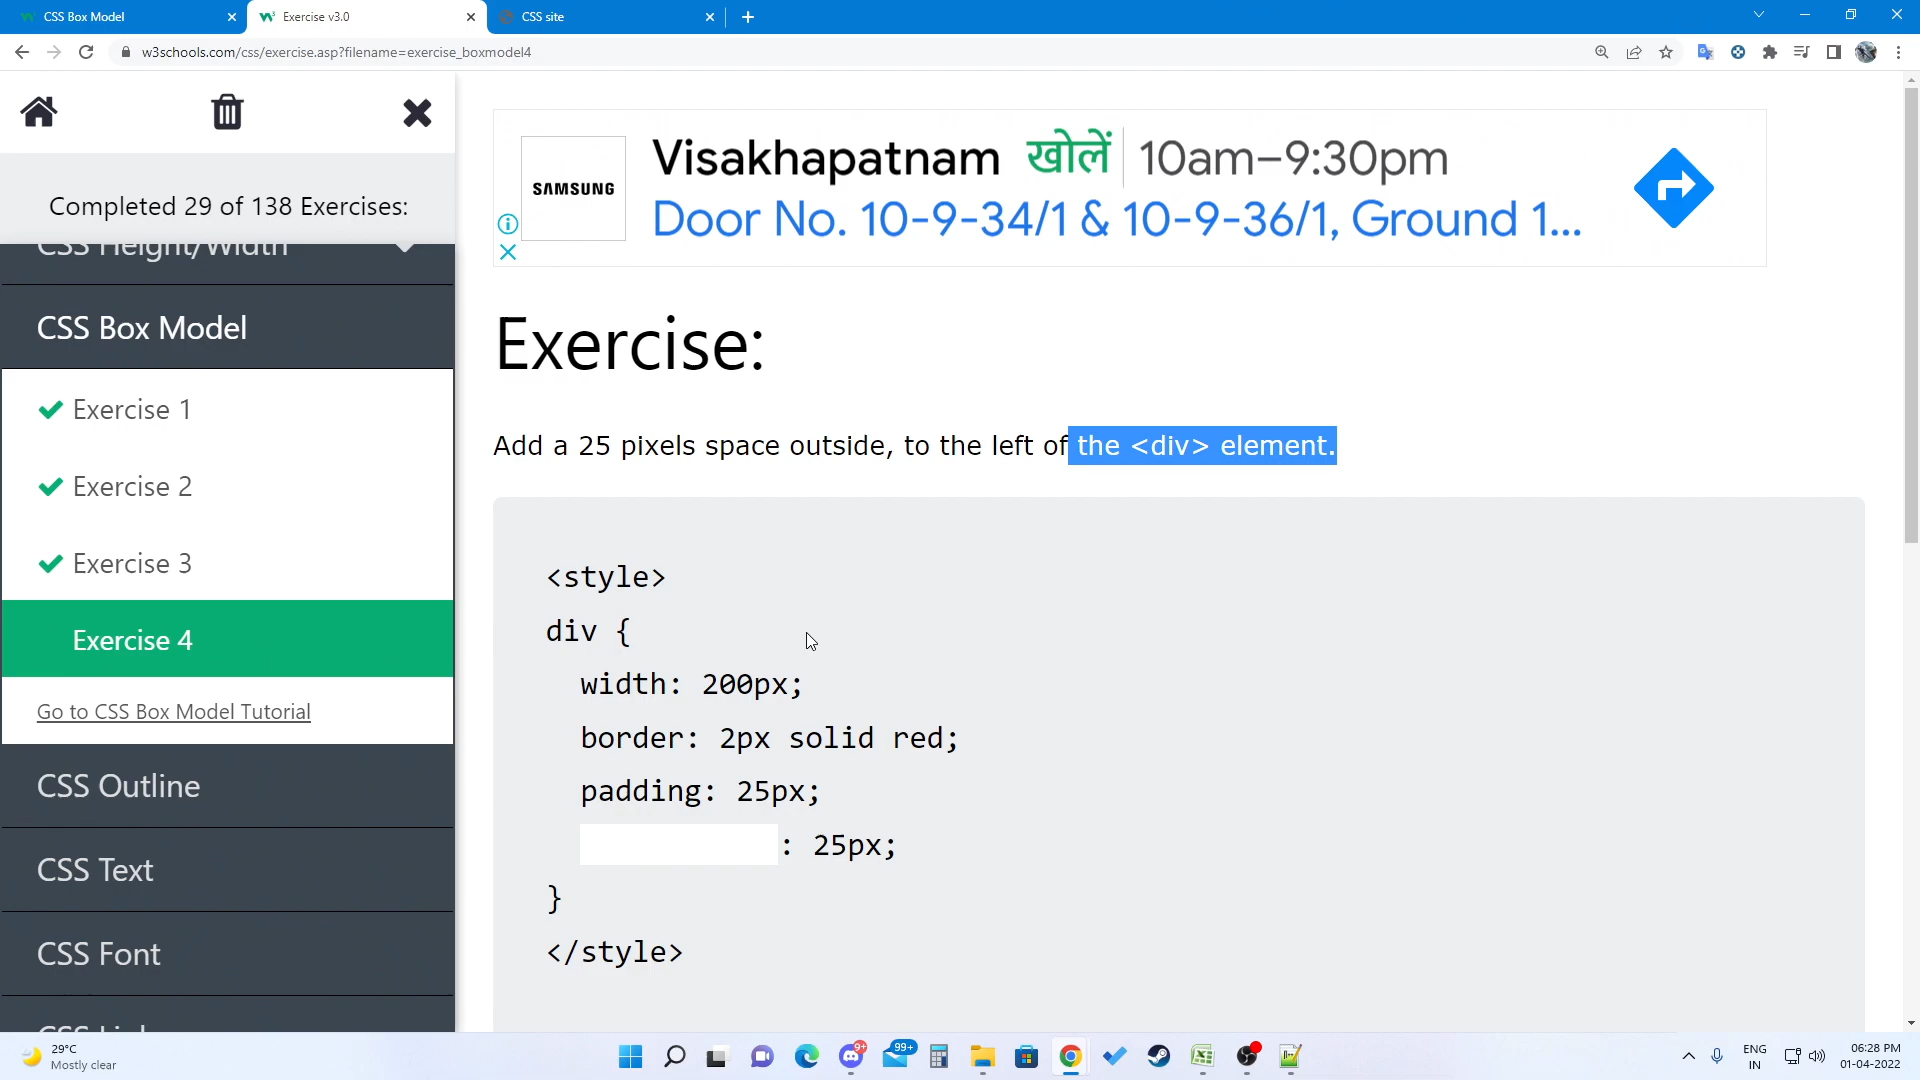 CSS Box Model
Exercise v3.0
CSS site
w3schools.com/css/exercise.asp?filename=exercise_boxmodel4
Completed 29 of 138 Exercises:
CSS Height/Width
CSS Box Model
Exercise 1
Exercise 2
Exercise 3
Exercise 4
Go to CSS Box Model Tutorial
CSS Outline
CSS Text
CSS Font
SAMSUNG
Visakhapatnam खोलें 10am–9:30pm
Door No. 10-9-34/1 & 10-9-36/1, Ground 1...
Exercise:
Add a 25 pixels space outside, to the left of the <div> element.
<style>
div {
width: 200px;
border: 2px solid red;
padding: 25px;
: 25px;
}
</style>
29°C
Mostly clear
9+
99+
ENG
IN
06:28 PM
01-04-2022